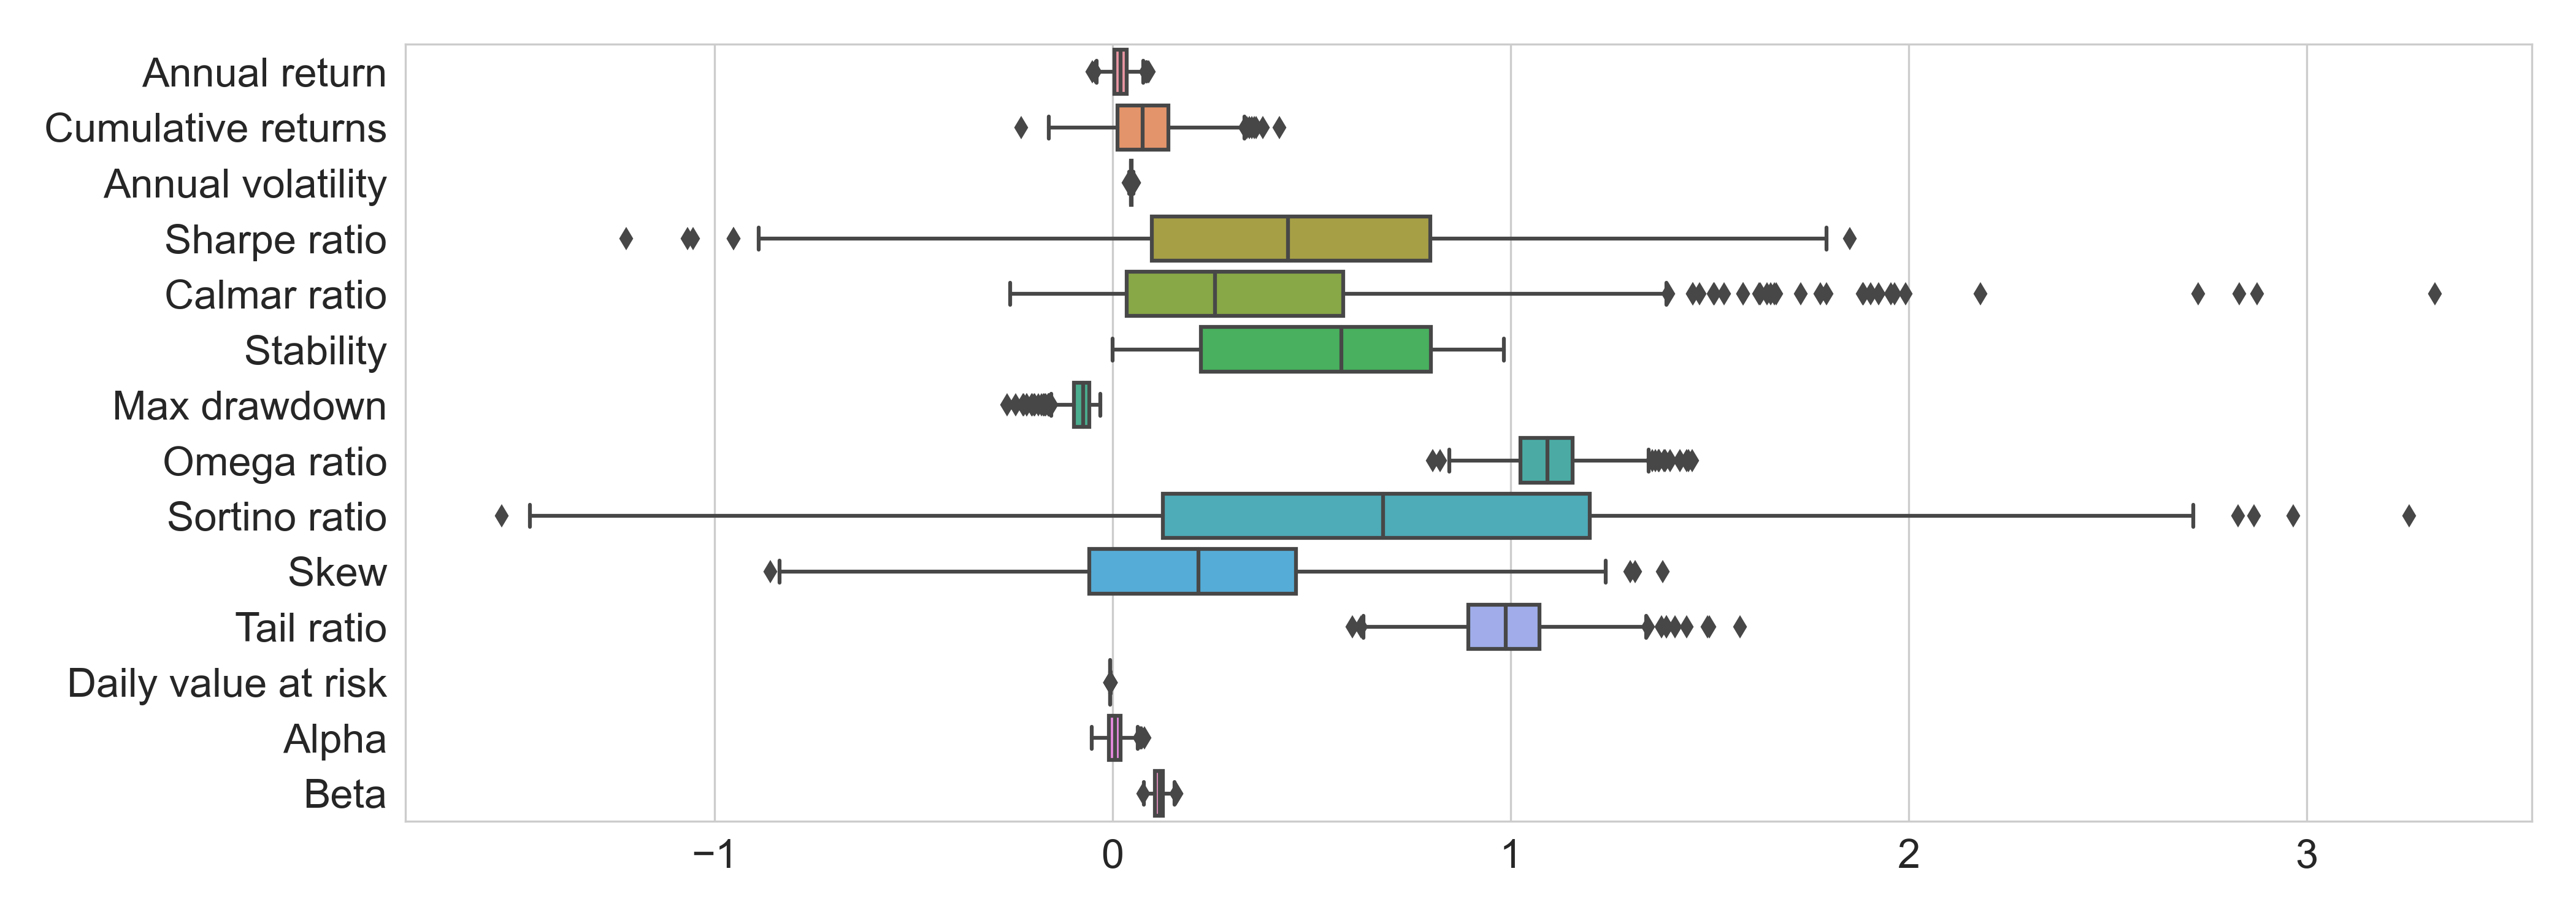 Annual return
Cumulative returns
Annual volatility
Sharpe ratio
Calmar ratio
Stability
Max drawdown
Omega ratio
Sortino ratio
Skew
Tail ratio
Daily value at risk
Alpha
Beta
−1 0 1 2 3